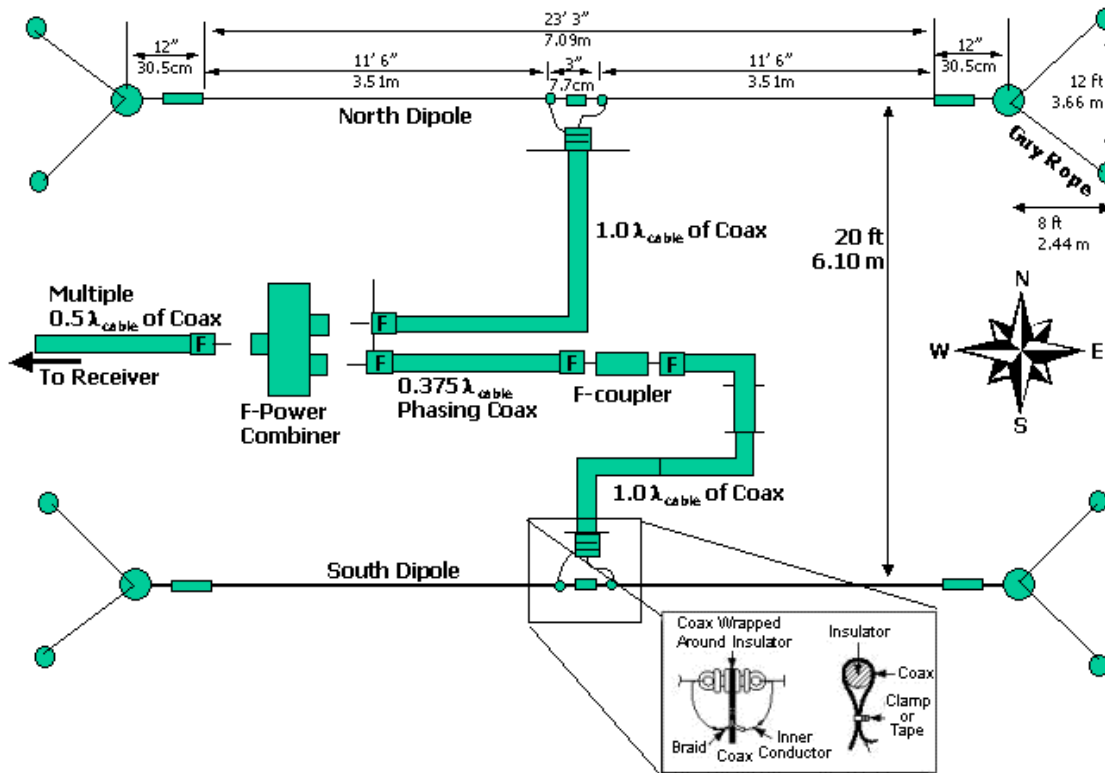 23’ 3”
7.09m
12”
30.5cm
11’ 6”
3.51m
3”
7.7cm
11’ 6”
3.51m
12”
30.5cm
12 ft
3.66 m
North Dipole
Guy Rope
8 ft
2.44 m
1.0 λcable of Coax
20 ft
6.10 m
Multiple
0.5 λcable of Coax
F
F
To Receiver
F-Power
Combiner
F
F
F
0.375 λcable
Phasing Coax
F-coupler
N
W
E
S
1.0 λcable of Coax
South Dipole
Coax Wrapped
Around Insulator
Braid
Coax
Inner
Conductor
Insulator
Coax
Clamp
or
Tape